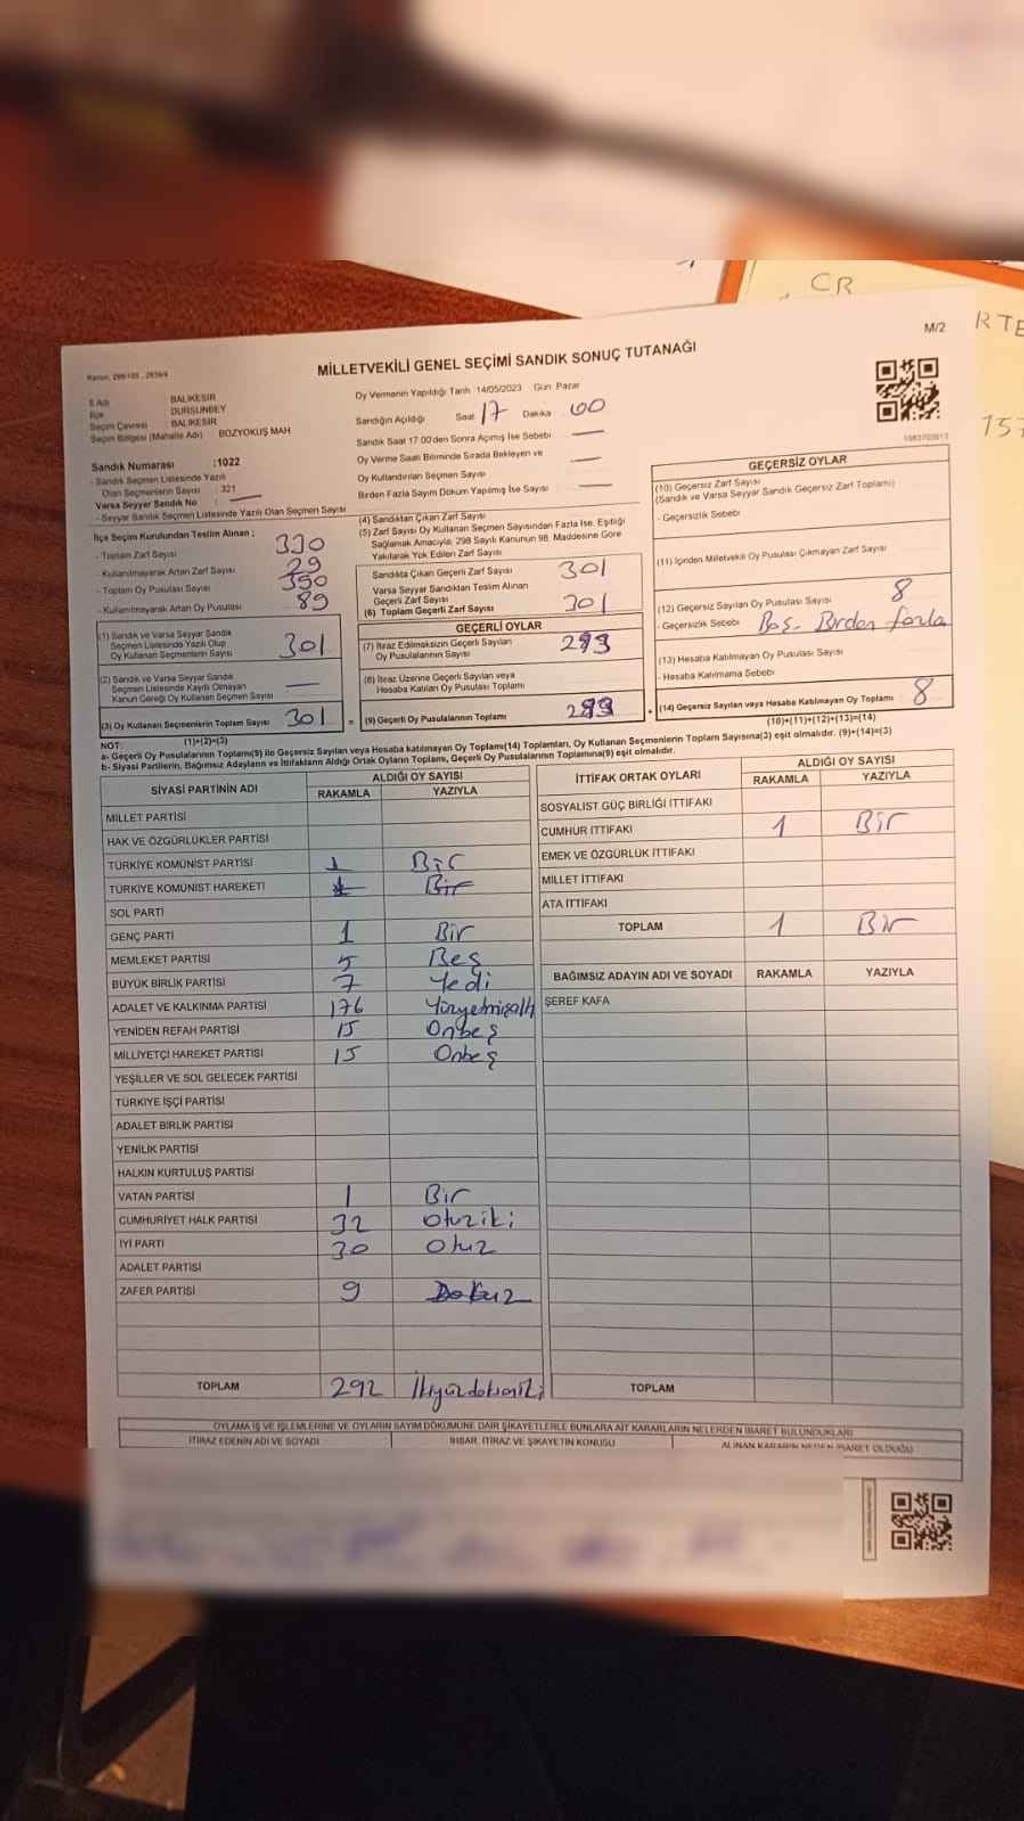 CR
RTE
M/2
157
MİLLETVEKİLİ GENEL SEÇİMİ SANDIK SONUÇ TUTANAĞI
İl Adı BALIKESİR
İlçe DURSUNBEY
Seçim Çevresi BALIKESİR
Seçim Bölgesi (Mahalle Adı) BOZYOKUŞ MAH
Sandık Numarası :1022
- Sandık Seçmen Listesinde Yazılı
Olan Seçmenlerin Sayısı : 321
Varsa Seyyar Sandık No : —
- Seyyar Sandık Seçmen Listesinde Yazılı Olan Seçmen Sayısı
İlçe Seçim Kurulundan Teslim Alınan ;
- Toplam Zarf Sayısı 330
- Kullanılmayarak Artan Zarf Sayısı 29
- Toplam Oy Pusulası Sayısı 390
- Kullanılmayarak Artan Oy Pusulası 89
(1) Sandık ve Varsa Seyyar Sandık
Seçmen Listesinde Yazılı Olup
Oy Kullanan Seçmenlerin Sayısı 301
(2) Sandık ve Varsa Seyyar Sandık
Seçmen Listesinde Kayıtlı Olmayan
Kanun Gereği Oy Kullanan Seçmen Sayısı —
(3) Oy Kullanan Seçmenlerin Toplam Sayısı 301
(1)+(2)=(3)
Oy Vermenin Yapıldığı Tarih 14/05/2023 Gün Pazar
Sandığın Açıldığı Saat 17 Dakika 00
Sandık Saat 17.00'den Sonra Açılmış İse Sebebi —
Oy Verme Saati Bitiminde Sırada Bekleyen ve
Oy Kullandırılan Seçmen Sayısı —
Birden Fazla Sayım Döküm Yapılmış İse Sayısı —
(4) Sandıktan Çıkan Zarf Sayısı
(5) Zarf Sayısı Oy Kullanan Seçmen Sayısından Fazla İse, Eşitliği
Sağlamak Amacıyla, 298 Sayılı Kanunun 98. Maddesine Göre
Yakılarak Yok Edilen Zarf Sayısı
Sandıkta Çıkan Geçerli Zarf Sayısı 301
Varsa Seyyar Sandıktan Teslim Alınan
Geçerli Zarf Sayısı
(6) Toplam Geçerli Zarf Sayısı 301
GEÇERLİ OYLAR
(7) İtiraz Edilmeksizin Geçerli Sayılan
Oy Pusulalarının Sayısı 293
(8) İtiraz Üzerine Geçerli Sayılan veya
Hesaba Katılan Oy Pusulası Toplamı
= (9) Geçerli Oy Pusulalarının Toplamı 293
GEÇERSİZ OYLAR
(10) Geçersiz Zarf Sayısı
(Sandık ve Varsa Seyyar Sandık Geçersiz Zarf Toplamı)
- Geçersizlik Sebebi
(11) İçinden Milletvekili Oy Pusulası Çıkmayan Zarf Sayısı
(12) Geçersiz Sayılan Oy Pusulası Sayısı 8
- Geçersizlik Sebebi Boş - Birden fazla
(13) Hesaba Katılmayan Oy Pusulası Sayısı
- Hesaba Katılmama Sebebi
+ (14) Geçersiz Sayılan veya Hesaba Katılmayan Oy Toplamı 8
(10)+(11)+(12)+(13)=(14)
NOT:
a- Geçerli Oy Pusulalarının Toplamı(9) ile Geçersiz Sayılan veya Hesaba katılmayan Oy Toplamı(14) Toplamları, Oy Kullanan Seçmenlerin Toplam Sayısına(3) eşit olmalıdır. (9)+(14)=(3)
b- Siyasi Partilerin, Bağımsız Adayların ve İttifakların Aldığı Ortak Oyların Toplamı, Geçerli Oy Pusulalarının Toplamına(9) eşit olmalıdır.
SİYASİ PARTİNİN ADI ALDIĞI OY SAYISI
RAKAMLA YAZIYLA
MİLLET PARTİSİ
HAK VE ÖZGÜRLÜKLER PARTİSİ
TÜRKİYE KOMÜNİST PARTİSİ 1 Bir
TÜRKİYE KOMÜNİST HAREKETİ 1 Bir
SOL PARTİ
GENÇ PARTİ 1 Bir
MEMLEKET PARTİSİ 5 Beş
BÜYÜK BİRLİK PARTİSİ 7 Yedi
ADALET VE KALKINMA PARTİSİ 176 Yüzyetmişaltı
YENİDEN REFAH PARTİSİ 15 Onbeş
MİLLİYETÇİ HAREKET PARTİSİ 15 Onbeş
YEŞİLLER VE SOL GELECEK PARTİSİ
TÜRKİYE İŞÇİ PARTİSİ
ADALET BİRLİK PARTİSİ
YENİLİK PARTİSİ
HALKIN KURTULUŞ PARTİSİ
VATAN PARTİSİ 1 Bir
CUMHURİYET HALK PARTİSİ 32 Otuziki
İYİ PARTİ 30 Otuz
ADALET PARTİSİ
ZAFER PARTİSİ 9 Dokuz
TOPLAM 292 İkiyüzdoksaniki
İTTİFAK ORTAK OYLARI ALDIĞI OY SAYISI
RAKAMLA YAZIYLA
SOSYALİST GÜÇ BİRLİĞİ İTTİFAKI
CUMHUR İTTİFAKI 1 Bir
EMEK VE ÖZGÜRLÜK İTTİFAKI
MİLLET İTTİFAKI
ATA İTTİFAKI
TOPLAM 1 Bir
BAĞIMSIZ ADAYIN ADI VE SOYADI RAKAMLA YAZIYLA
ŞEREF KAFA
TOPLAM
OYLAMA İŞ VE İŞLEMLERİNE VE OYLARIN SAYIM DÖKÜMÜNE DAİR ŞİKAYETLERLE BUNLARA AİT KARARLARIN NELERDEN İBARET BULUNDUKLARI
İTİRAZ EDENİN ADI VE SOYADI İHBAR, İTİRAZ VE ŞİKAYETİN KONUSU ALINAN KARARIN NEDEN İBARET OLDUĞU